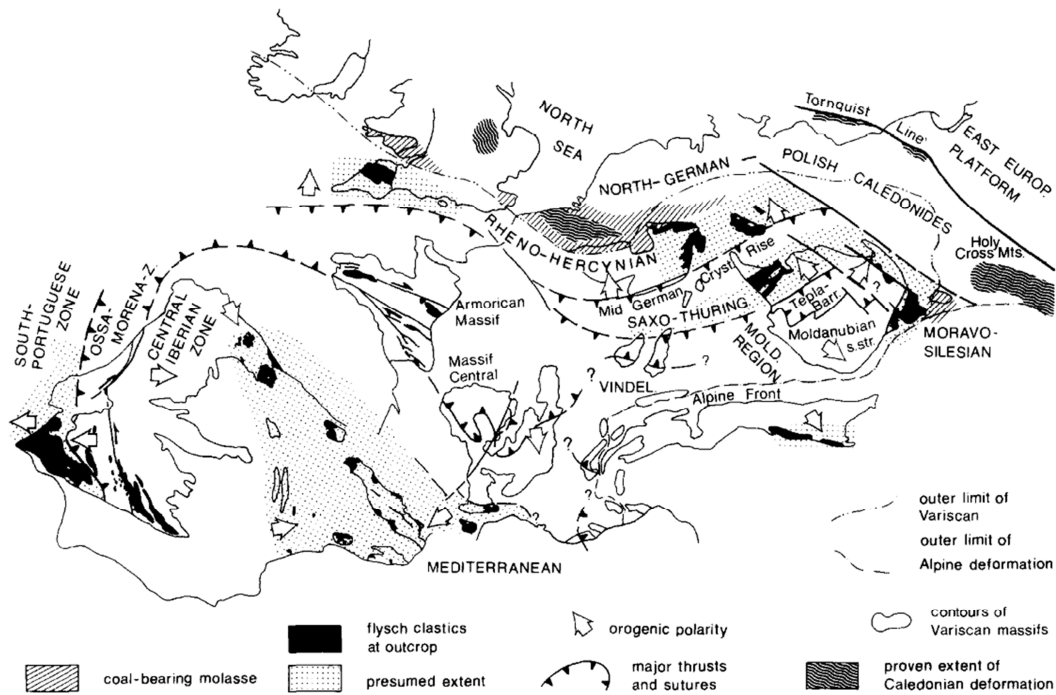 NORTH
SEA
Tornquist
Line'
EAST EUROP.
PLATFORM
NORTH-GERMAN
POLISH
CALEDONIDES
Holy
Cross Mts.
RHENO-HERCYNIAN
Mid German Cryst. Rise
SAXO-THURING.
Tepla-
Barr.
?
Moldanubian
s.str.
MOLD.
REGION
MORAVO-
SILESIAN
SOUTH-
PORTUGUESE
ZONE
OSSA-
MORENA-Z.
CENTRAL
IBERIAN
ZONE
Armorican
Massif
Massif
Central
?
?
VINDEL
Alpine Front
?
?
?
?
MEDITERRANEAN
outer limit of
Variscan
outer limit of
Alpine deformation
contours of
Variscan massifs
flysch clastics
at outcrop
orogenic polarity
coal-bearing molasse
presumed extent
major thrusts
and sutures
proven extent of
Caledonian deformation